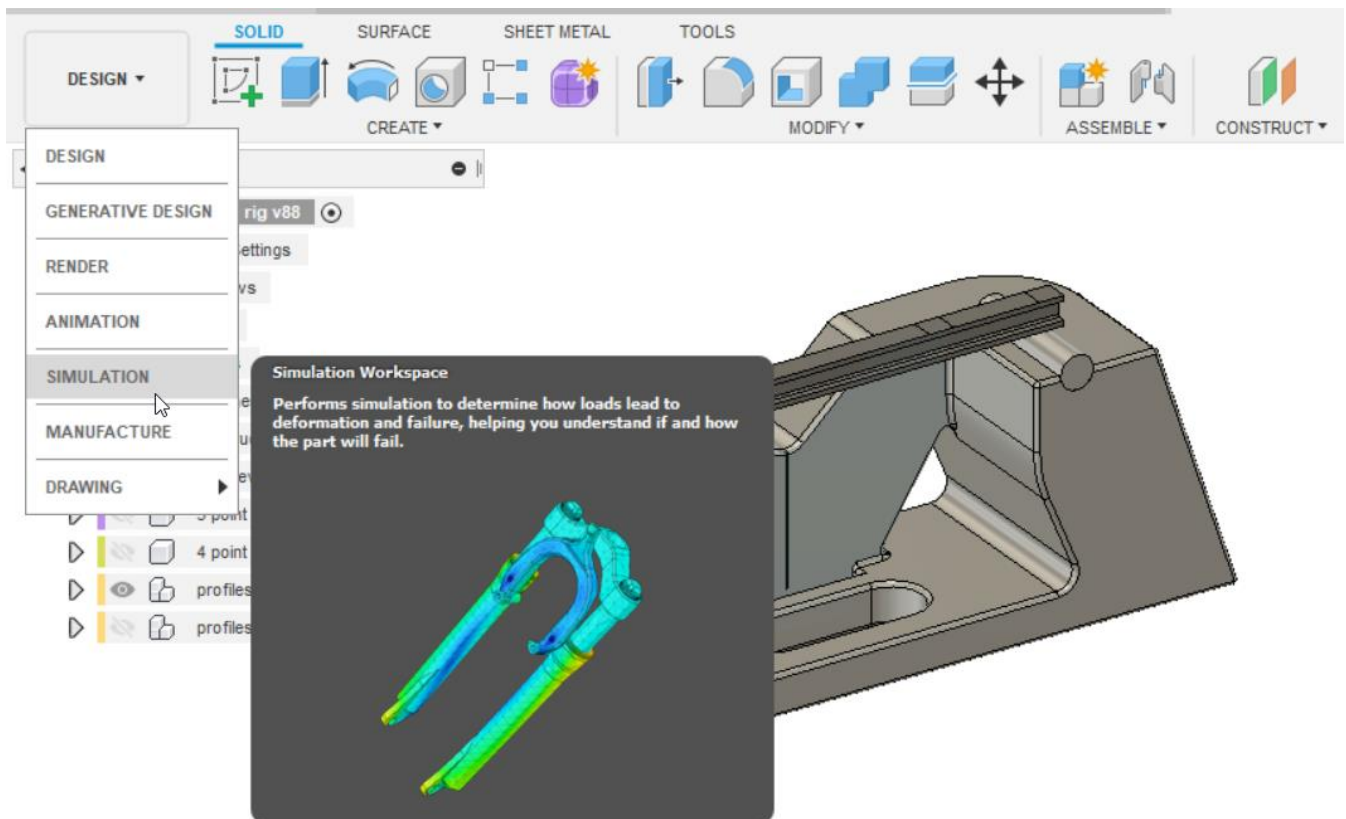 SOLID SURFACE SHEET METAL TOOLS
DESIGN
CREATE MODIFY ASSEMBLE CONSTRUCT
DESIGN
GENERATIVE DESIGN
RENDER
ANIMATION
SIMULATION
MANUFACTURE
DRAWING
rig v88
Simulation Workspace
Performs simulation to determine how loads lead to
deformation and failure, helping you understand if and how
the part will fail.
point
4 point
profiles
profiles